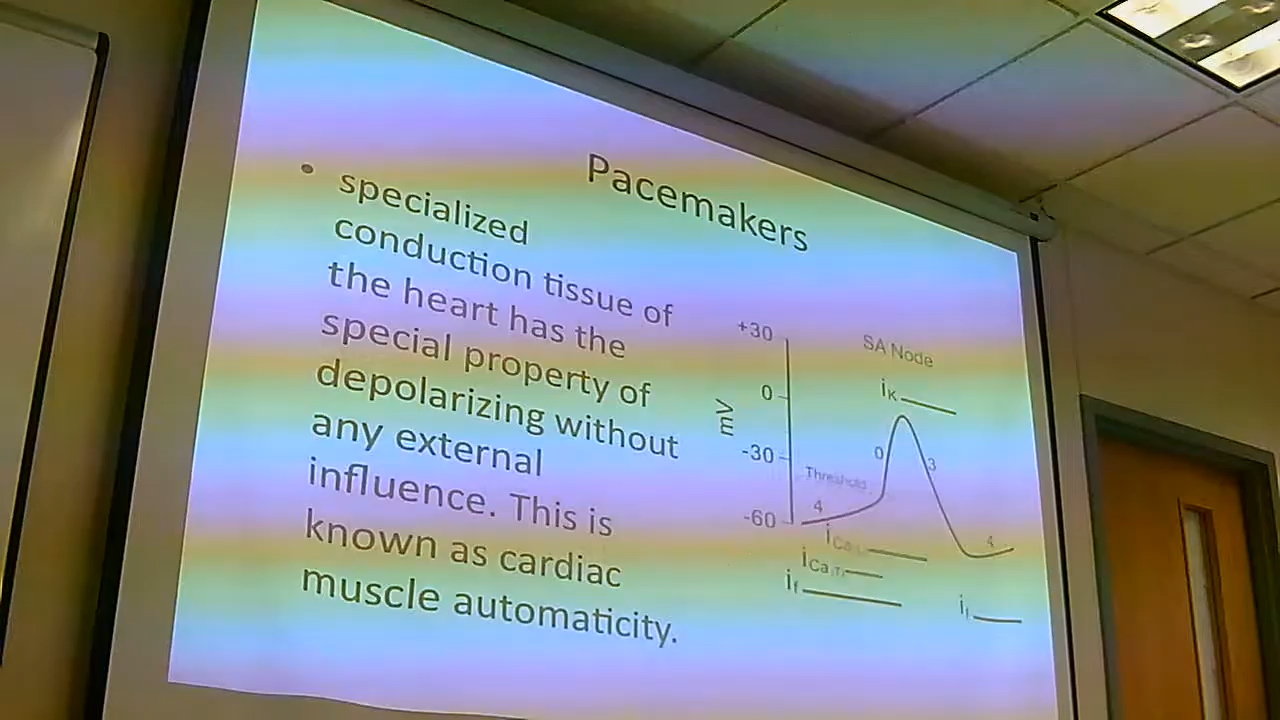 Pacemakers
• specialized
conduction tissue of
the heart has the
special property of
depolarizing without
any external
influence. This is
known as cardiac
muscle automaticity.
SA Node
+30
0
-30
-60
mV
iK
0
3
Threshold
4
4
iCa(L)
iCa(T)
if
if